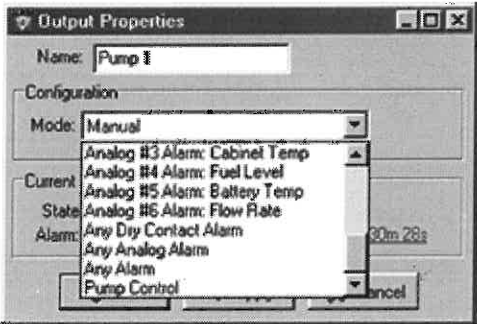 Output Properties
Name: Pump 1
Configuration
Mode: Manual
Analog #3 Alarm: Cabinet Temp
Analog #4 Alarm: Fuel Level
Current
Analog #5 Alarm: Battery Temp
State
Analog #6 Alarm: Flow Rate
Alarm:
Any Dry Contact Alarm
30m 28s
Any Analog Alarm
Any Alarm
Pump Control